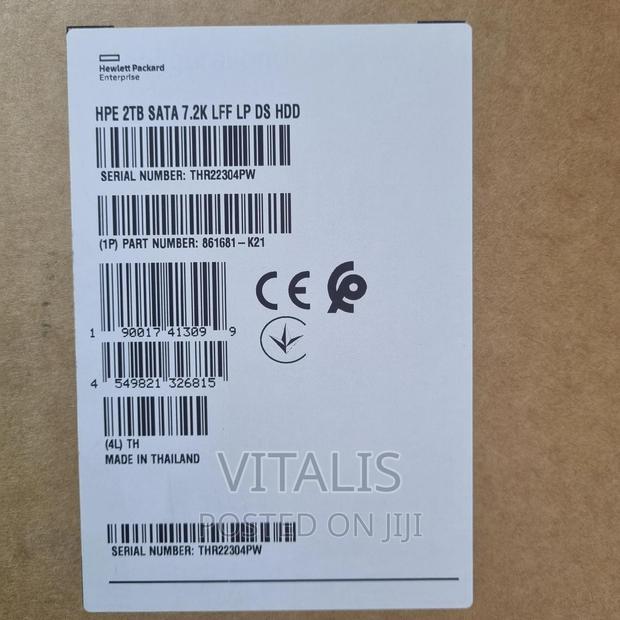 Hewlett Packard
Enterprise
HPE 2TB SATA 7.2K LFF LP DS HDD
SERIAL NUMBER: THR22304PW
(1P) PART NUMBER: 861681-K21
CE
1 90017 41309 9
4 549821 326815
(4L) TH
MADE IN THAILAND
VITALIS
POSTED ON JIJI
SERIAL NUMBER: THR22304PW